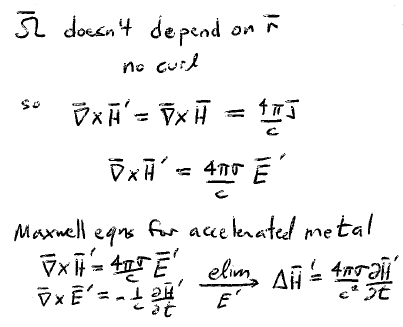 Ω̄ doesn't depend on r̄
no curl
so ∇̄×H̄' = ∇̄×H̄ = 4πJ̄/c
∇̄×H̄' = 4πσ/c Ē'
Maxwell eqns for accelerated metal
∇̄×H̄' = 4πσ/c Ē' elim E' → ΔH̄' = 4πσ/c² ∂H̄'/∂t
∇̄×Ē' = -1/c ∂H̄'/∂t